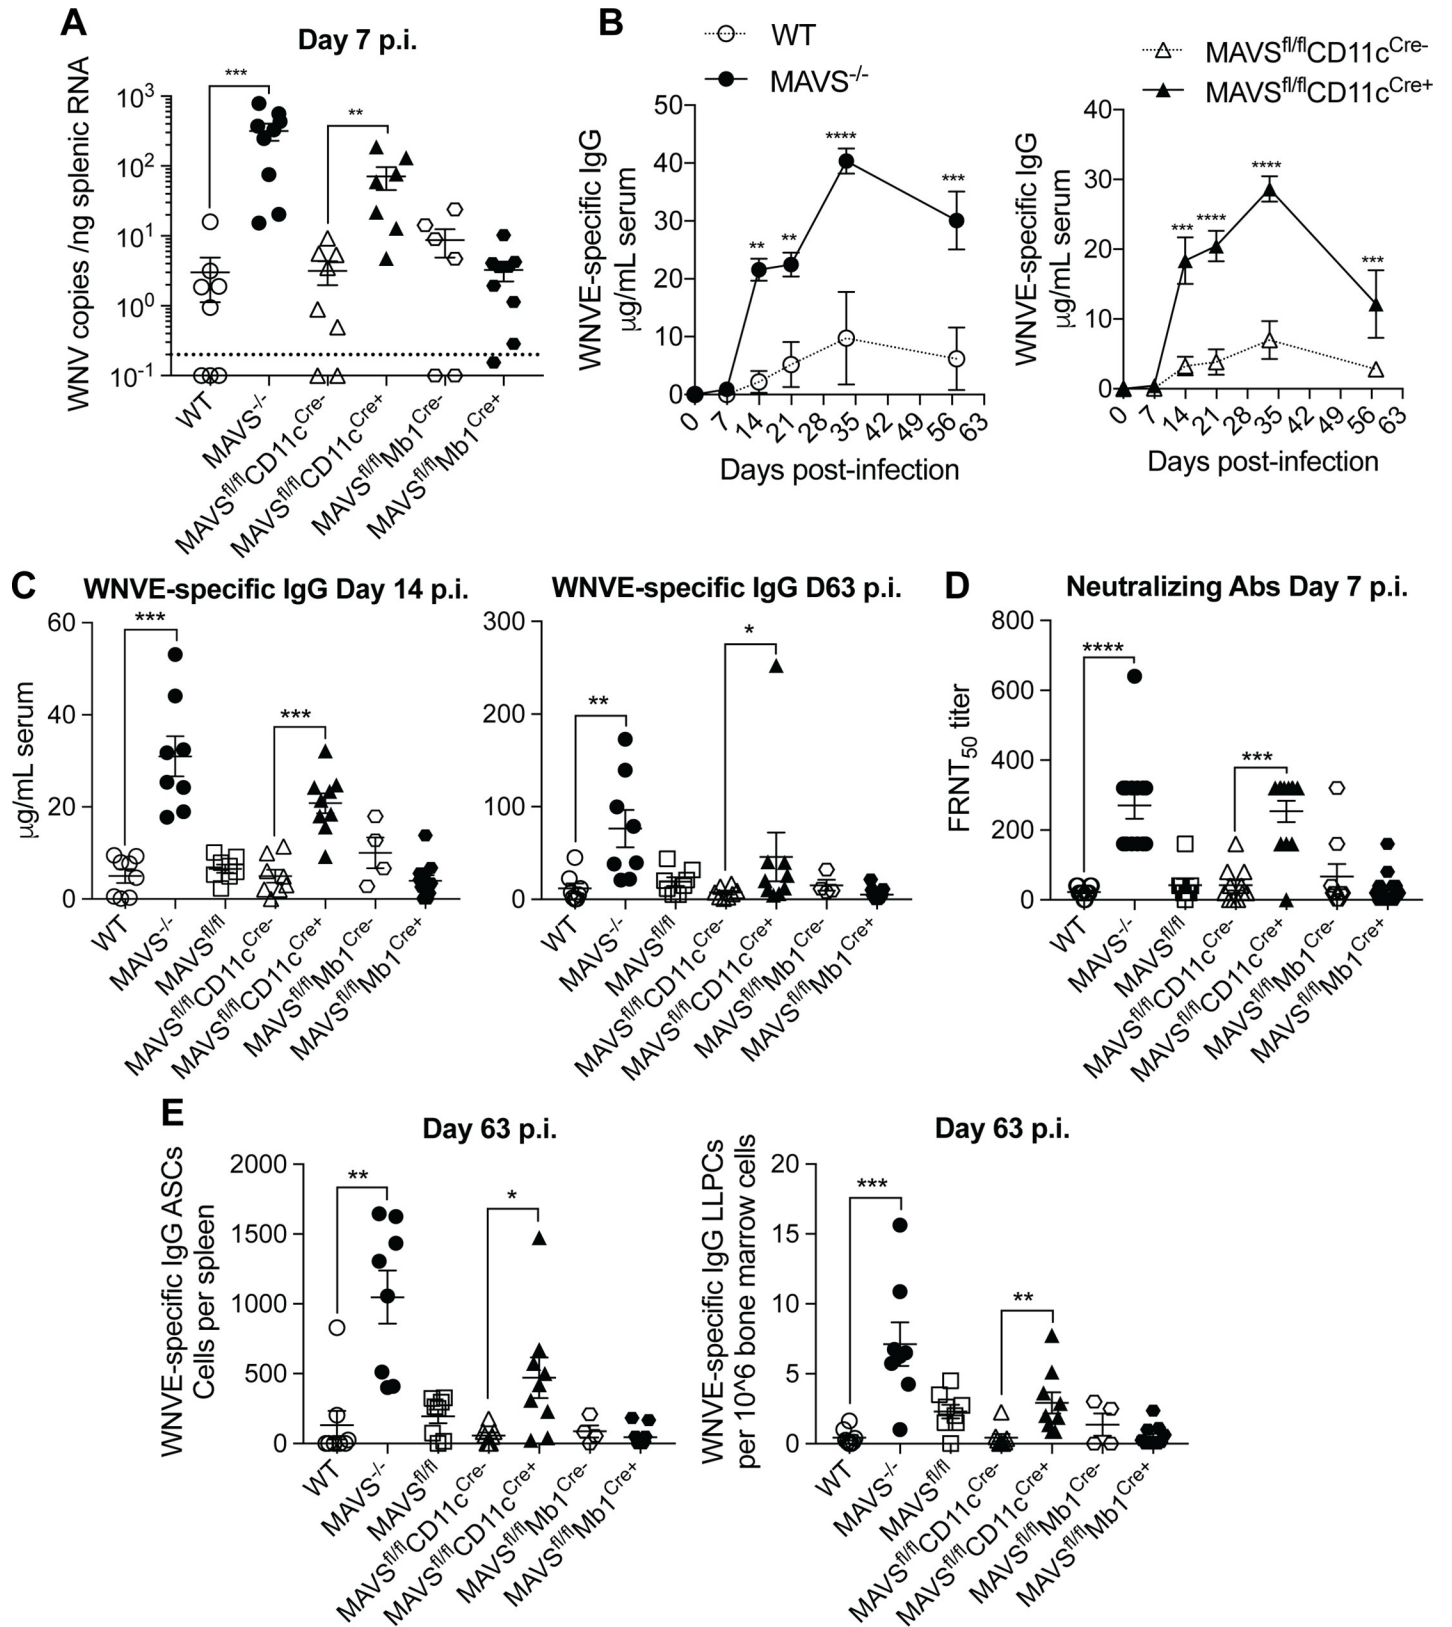 A
Day 7 p.i.
WNV copies /ng splenic RNA
10³
10²
10¹
10⁰
10⁻¹
***
**
WT
MAVS-/-
MAVSfl/flCD11cCre-
MAVSfl/flCD11cCre+
MAVSfl/flMb1Cre-
MAVSfl/flMb1Cre+
B
WT
MAVS-/-
WNVE-specific IgG
µg/mL serum
50
40
30
20
10
0
**
**
****
***
0 7 14 21 28 35 42 49 56 63
Days post-infection
MAVSfl/flCD11cCre-
MAVSfl/flCD11cCre+
WNVE-specific IgG
µg/mL serum
40
30
20
10
0
***
****
****
***
0 7 14 21 28 35 42 49 56 63
Days post-infection
C
WNVE-specific IgG Day 14 p.i.
µg/mL serum
60
40
20
0
***
***
WT
MAVS-/-
MAVSfl/fl
MAVSfl/flCD11cCre-
MAVSfl/flCD11cCre+
MAVSfl/flMb1Cre-
MAVSfl/flMb1Cre+
WNVE-specific IgG D63 p.i.
300
200
100
0
**
*
WT
MAVS-/-
MAVSfl/fl
MAVSfl/flCD11cCre-
MAVSfl/flCD11cCre+
MAVSfl/flMb1Cre-
MAVSfl/flMb1Cre+
D
Neutralizing Abs Day 7 p.i.
FRNT50 titer
800
600
400
200
0
****
***
WT
MAVS-/-
MAVSfl/fl
MAVSfl/flCD11cCre-
MAVSfl/flCD11cCre+
MAVSfl/flMb1Cre-
MAVSfl/flMb1Cre+
E
Day 63 p.i.
WNVE-specific IgG ASCs
Cells per spleen
2000
1500
1000
500
0
**
*
WT
MAVS-/-
MAVSfl/fl
MAVSfl/flCD11cCre-
MAVSfl/flCD11cCre+
MAVSfl/flMb1Cre-
MAVSfl/flMb1Cre+
Day 63 p.i.
WNVE-specific IgG LLPCs
per 10^6 bone marrow cells
20
15
10
5
0
***
**
WT
MAVS-/-
MAVSfl/fl
MAVSfl/flCD11cCre-
MAVSfl/flCD11cCre+
MAVSfl/flMb1Cre-
MAVSfl/flMb1Cre+